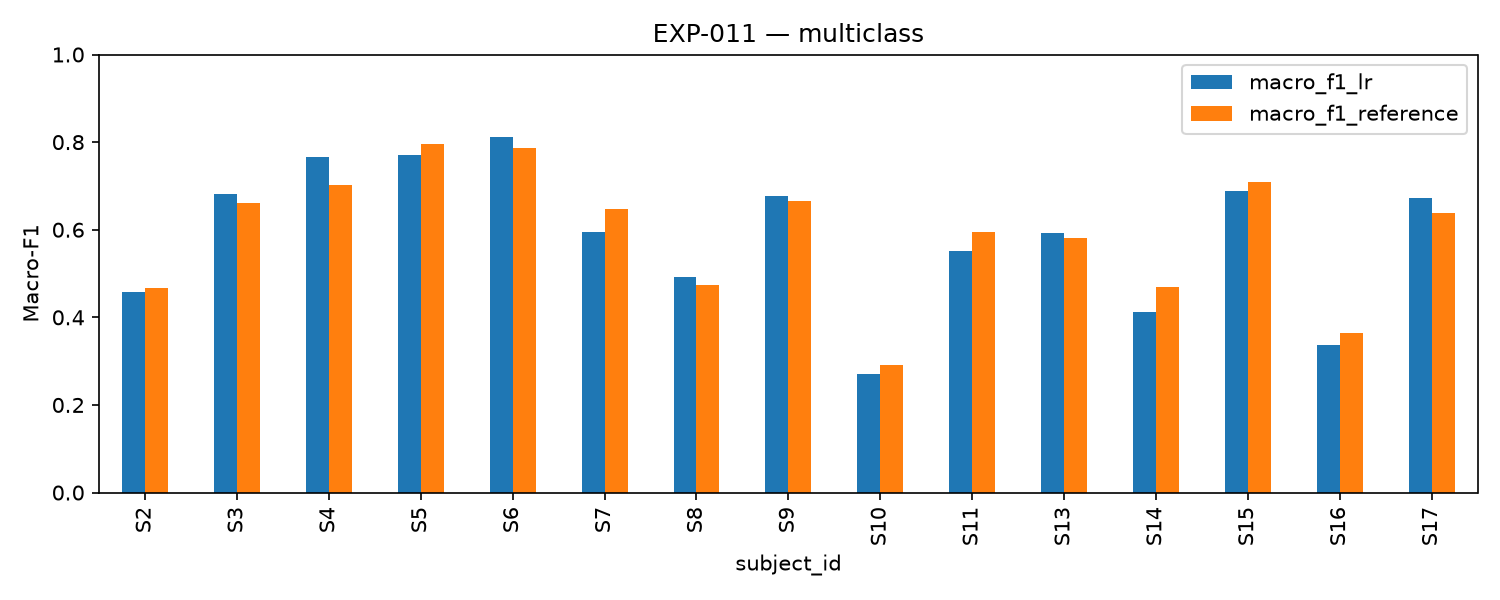 EXP-011 — multiclass
macro_f1_lr
macro_f1_reference
Macro-F1
1.0
0.8
0.6
0.4
0.2
0.0
S2 S3 S4 S5 S6 S7 S8 S9 S10 S11 S13 S14 S15 S16 S17
subject_id